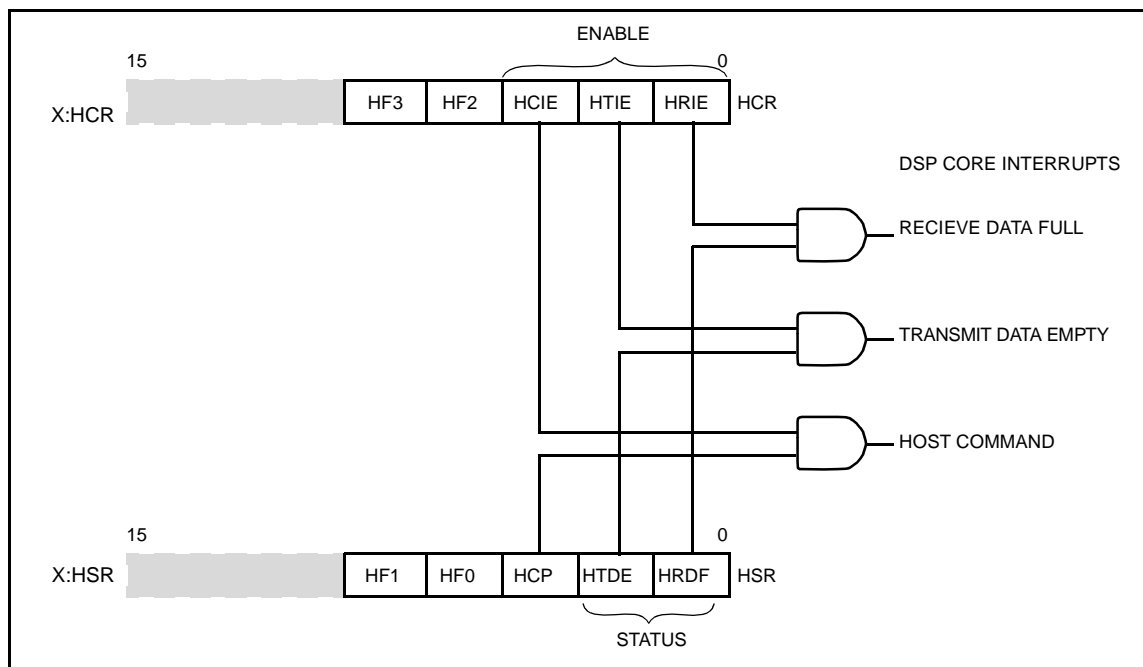 ENABLE
15 0
X:HCR HF3 HF2 HCIE HTIE HRIE HCR
DSP CORE INTERRUPTS
RECIEVE DATA FULL
TRANSMIT DATA EMPTY
HOST COMMAND
15 0
X:HSR HF1 HF0 HCP HTDE HRDF HSR
STATUS